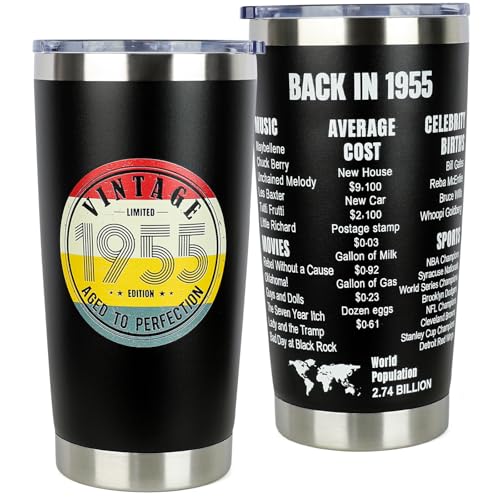 VINTAGE
LIMITED
1955
EDITION
AGED TO PERFECTION
BACK IN 1955
MUSIC
Maybellene
Chuck Berry
Unchained Melody
Les Baxter
Tutti Frutti
Little Richard
MOVIES
Rebel Without a Cause
Oklahoma!
Guys and Dolls
The Seven Year Itch
Lady and the Tramp
Bad Day at Black Rock
AVERAGE
COST
New House
$9,100
New Car
$2,100
Postage stamp
$0-03
Gallon of Milk
$0-92
Gallon of Gas
$0-23
Dozen eggs
$0-61
CELEBRITY
BIRTHS
Bill Gates
Reba McEntire
Bruce Willis
Whoopi Goldberg
SPORTS
NBA Champions
Syracuse Nationals
World Series Champions
Brooklyn Dodgers
NFL Champions
Cleveland Browns
Stanley Cup Champions
Detroit Red Wings
World
Population
2.74 BILLION